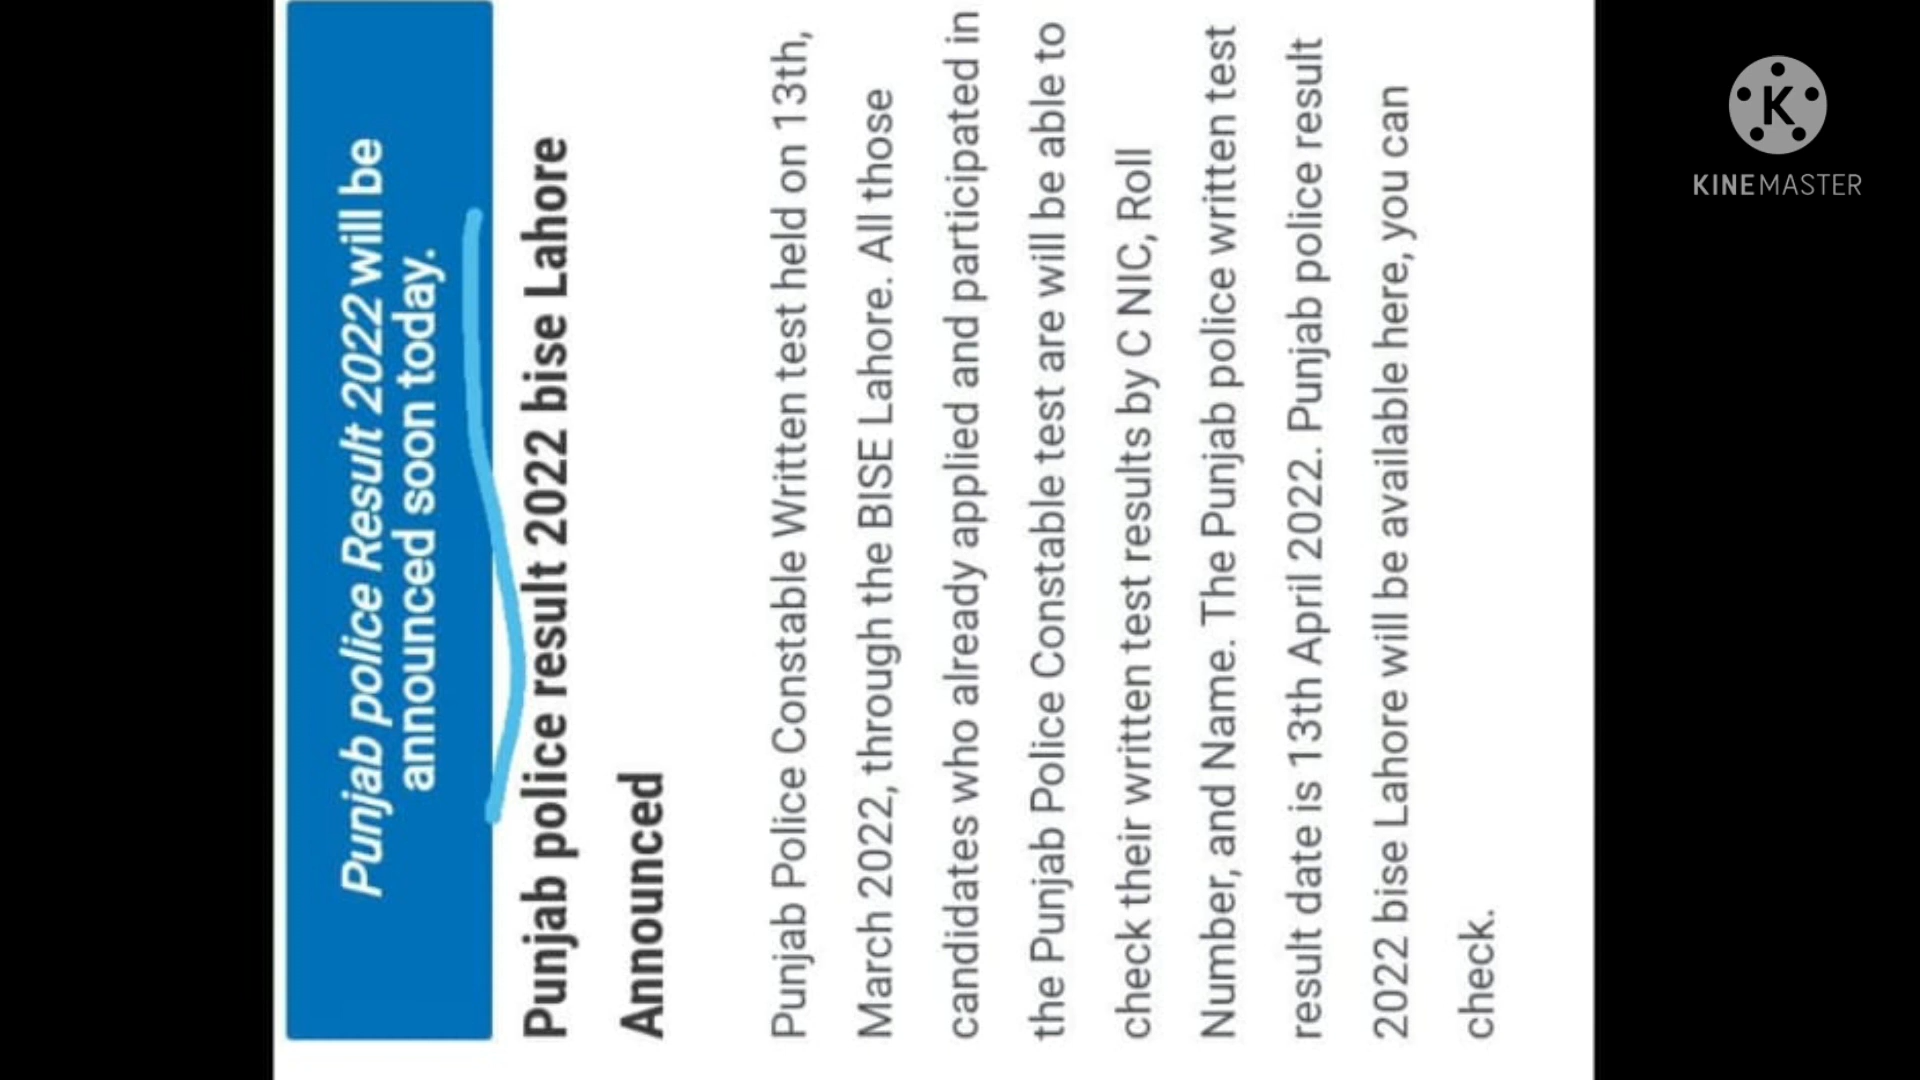 Punjab police Result 2022 will be
announced soon today.
Punjab police result 2022 bise Lahore
Announced
Punjab Police Constable Written test held on 13th,
March 2022, through the BISE Lahore. All those
candidates who already applied and participated in
the Punjab Police Constable test are will be able to
check their written test results by C NIC, Roll
Number, and Name. The Punjab police written test
result date is 13th April 2022. Punjab police result
2022 bise Lahore will be available here, you can
check.
K
KINEMASTER